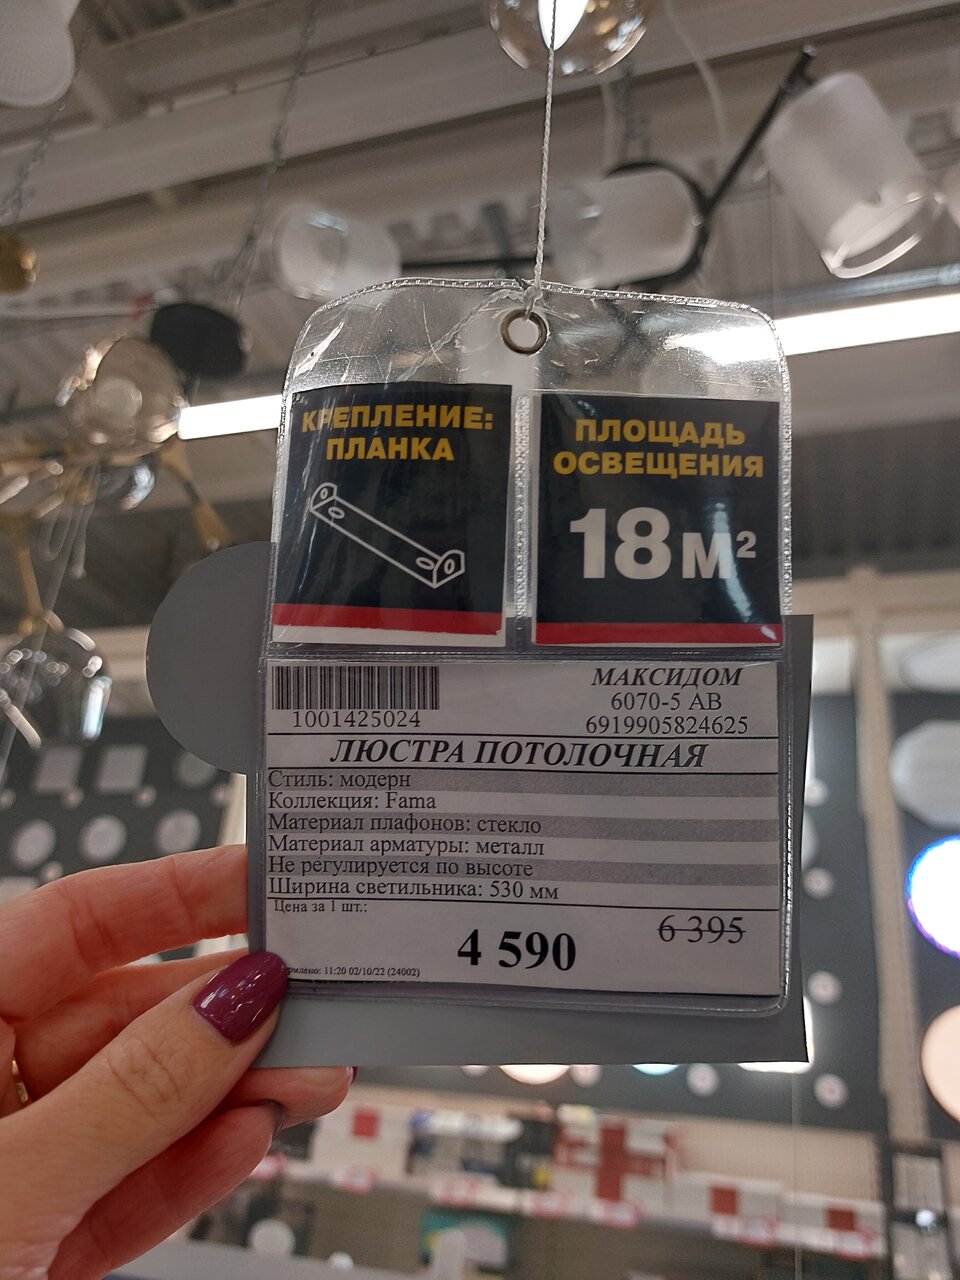 КРЕПЛЕНИЕ:
ПЛАНКА
ПЛОЩАДЬ
ОСВЕЩЕНИЯ
18 М²
1001425024
МАКСИДОМ
6070-5 AB
6919905824625
ЛЮСТРА ПОТОЛОЧНАЯ
Стиль: модерн
Коллекция: Fama
Материал плафонов: стекло
Материал арматуры: металл
Не регулируется по высоте
Ширина светильника: 530 мм
Цена за 1 шт.:
6 395
4 590
11:20 02/10/22 (24002)